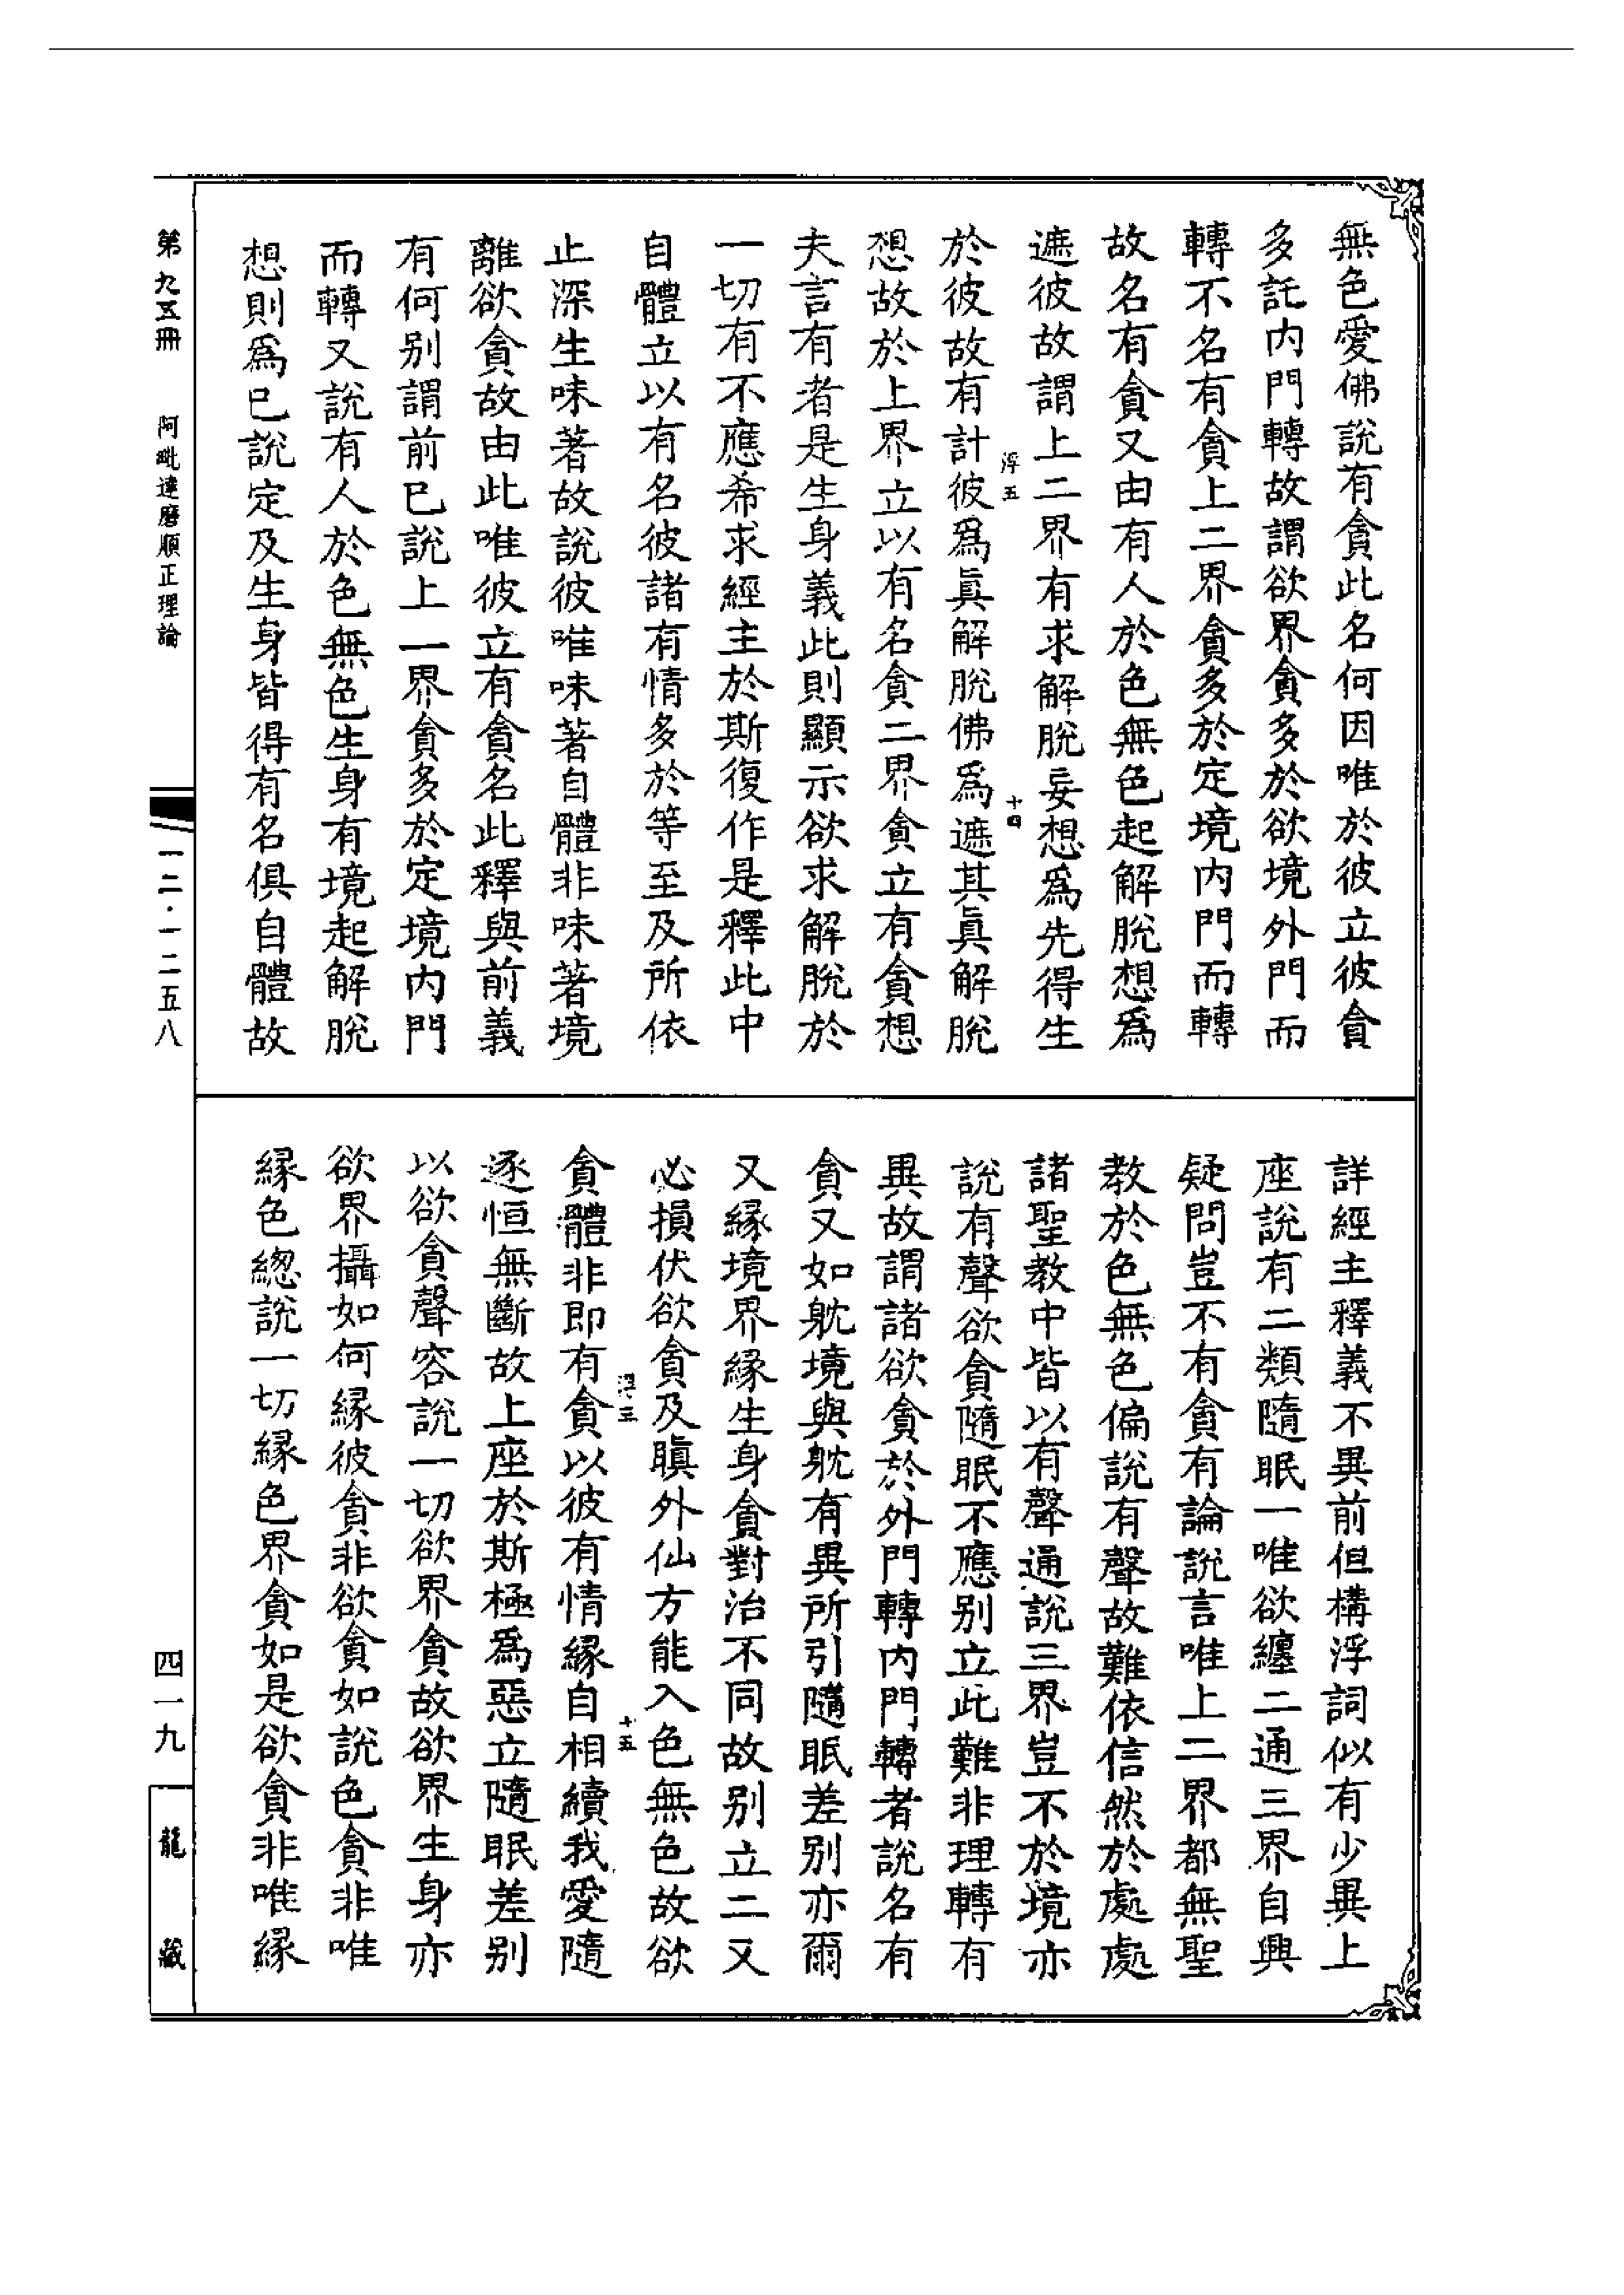 無色愛佛說有貪此名何因唯於彼立彼貪
多託內門轉故謂欲界貪多於欲境外門而
轉不名有貪上二界貪多於定境內門而轉
故名有貪又由有人於色無色起解脫想爲
遮彼故謂上二界有求解脫妄想爲先得生
浮五
十四
於彼故有計彼爲眞解脫佛爲遮其眞解脫
想故於上界立以有名貪二界貪立有貪想
夫言有者是生身義此則顯示欲求解脫於
一切有不應希求經主於斯復作是釋此中
自體立以有名彼諸有情多於等至及所依
止深生味著故說彼唯味著自體非味著境
離欲貪故由此唯彼立有貪名此釋與前義
有何別謂前已說上一界貪多於定境內門
而轉又說有人於色無色生身有境起解脫
想則爲已說定及生身皆得有名俱自體故
詳經主釋義不異前但構浮詞似有少異上
座說有二類隨眠一唯欲纏二通三界自興
疑問豈不有貪有論說言唯上二界都無聖
教於色無色偏說有聲故難依信然於處處
諸聖教中皆以有聲通說三界豈不於境亦
說有聲欲貪隨眠不應別立此難非理轉有
異故謂諸欲貪於外門轉內門轉者說名有
貪又如躭境與躭有異所引隨眠差別亦爾
又緣境界緣生身貪對治不同故別立二又
必損伏欲貪及瞋外仙方能入色無色故欲
十五
貪體非卽有貪以彼有情緣自相續我愛隨
逐恒無斷故上座於斯極爲惡立隨眠差別
以欲貪聲容說一切欲界貪故欲界生身亦
欲界攝如何緣彼貪非欲貪如說色貪非唯
緣色總說一切緣色界貪如是欲貪非唯緣
第九五冊
阿毗達磨順正理論
一二·一二五八
四一九
龍藏